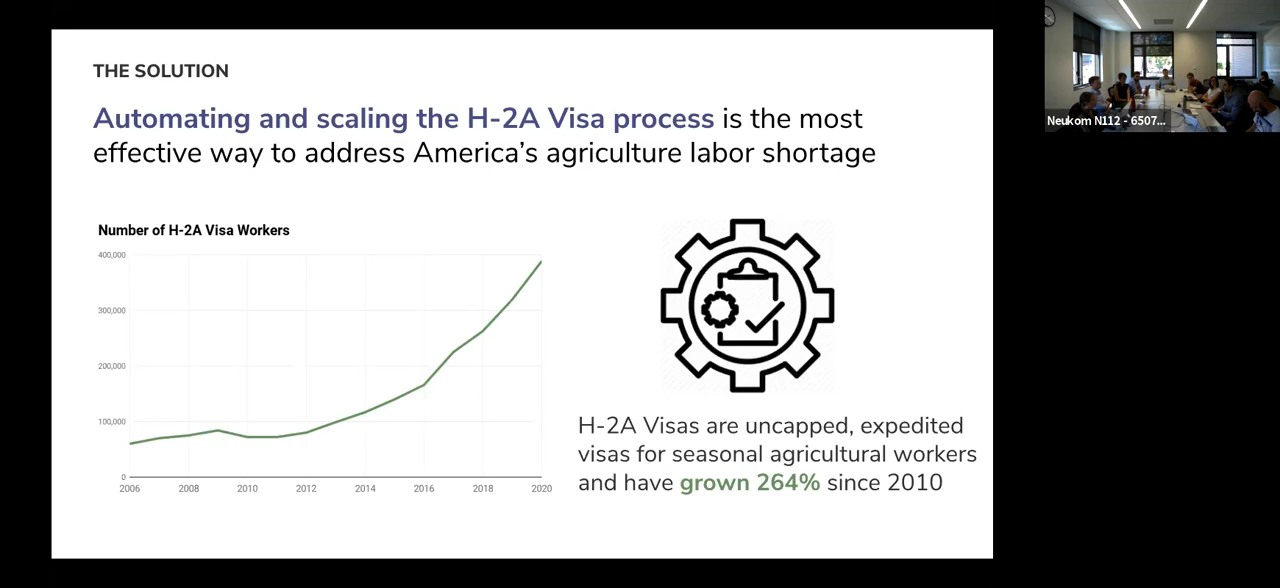 THE SOLUTION
Automating and scaling the H-2A Visa process is the most
effective way to address America's agriculture labor shortage
Number of H-2A Visa Workers
400,000
300,000
200,000
100,000
0
2006 2008 2010 2012 2014 2016 2018 2020
H-2A Visas are uncapped, expedited
visas for seasonal agricultural workers
and have grown 264% since 2010
Neukom N112 - 6507...